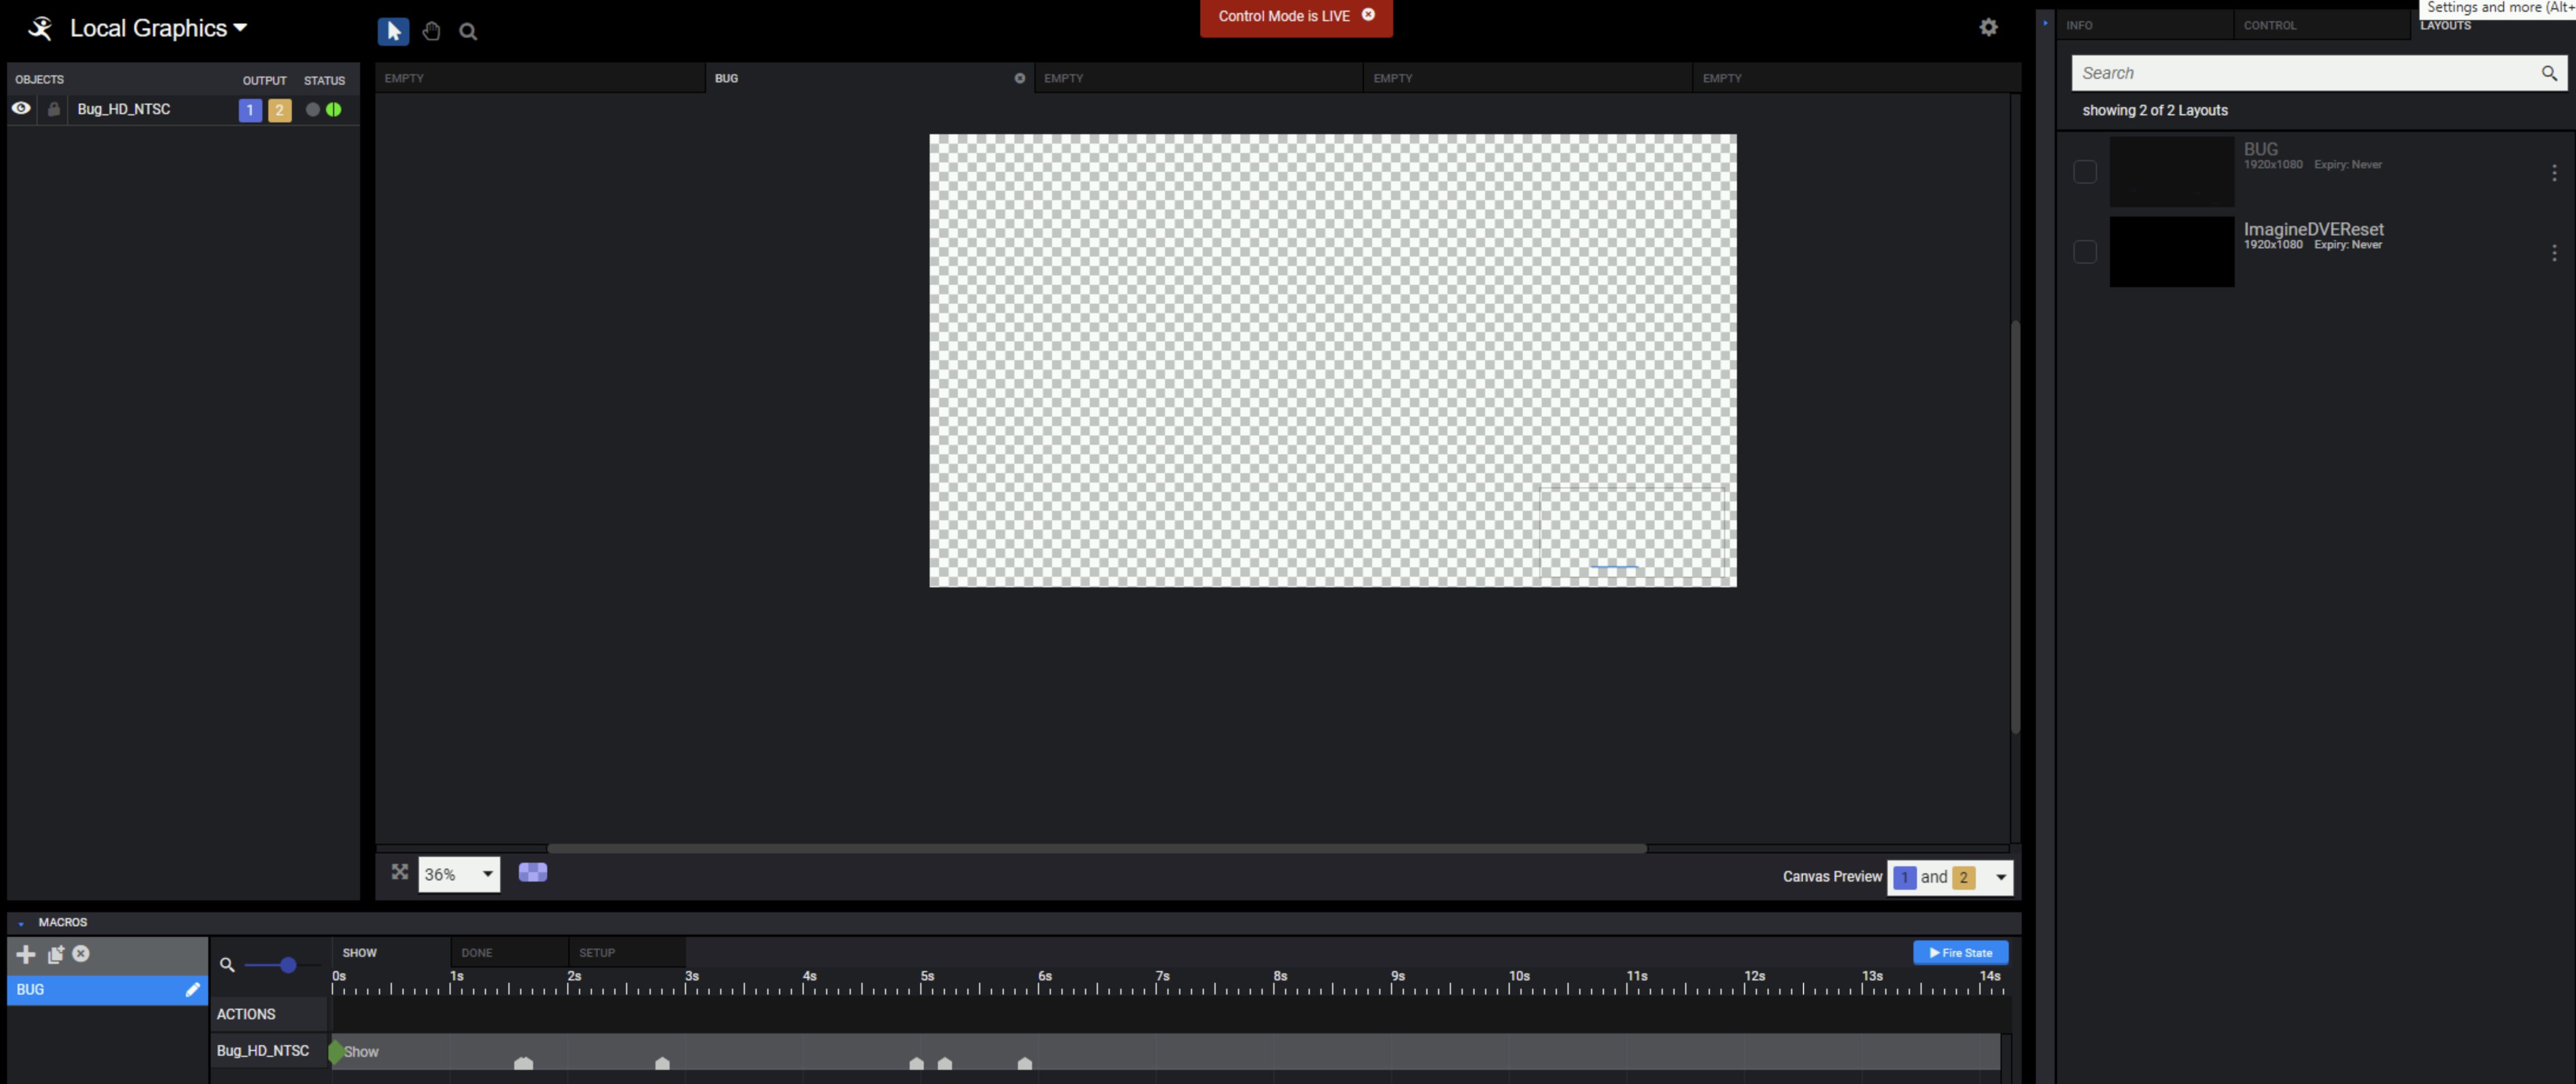 Local Graphics
Control Mode is LIVE
Settings and more (Alt+
INFO
CONTROL
LAYOUTS
OBJECTS
OUTPUT
STATUS
Bug_HD_NTSC
1
2
EMPTY
BUG
EMPTY
EMPTY
EMPTY
Search
showing 2 of 2 Layouts
BUG
1920x1080 Expiry: Never
ImagineDVEReset
1920x1080 Expiry: Never
36%
Canvas Preview
1 and 2
MACROS
BUG
SHOW
DONE
SETUP
Fire State
0s 1s 2s 3s 4s 5s 6s 7s 8s 9s 10s 11s 12s 13s 14s
ACTIONS
Bug_HD_NTSC
Show